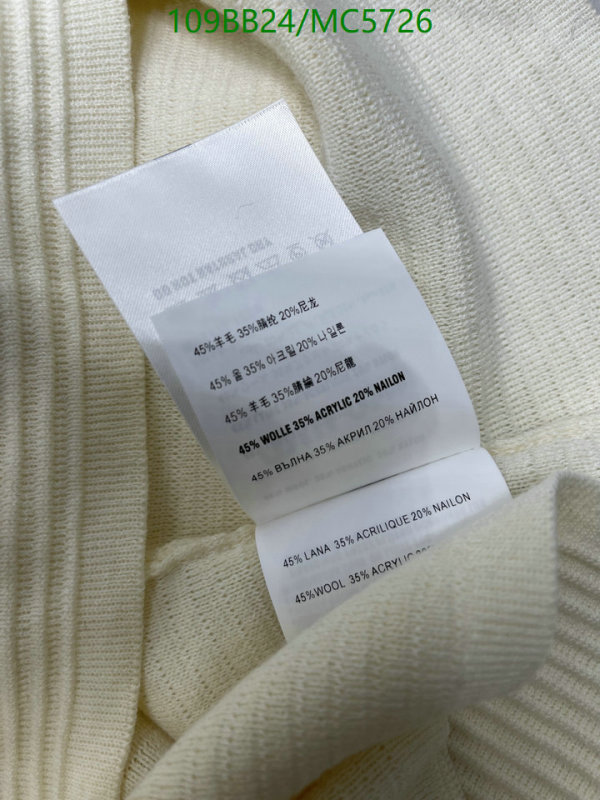 109BB24/MC5726
45%羊毛 35%腈纶 20%尼龙
45% 울 35% 아크릴 20% 나일론
45% 羊毛 35%腈綸 20%尼龍
45% WOLLE 35% ACRYLIC 20% NAILON
45% ВЪЛНА 35% АКРИЛ 20% НАЙЛОН
45% LANA 35% ACRILIQUE 20% NAILON
45%WOOL 35% ACRYLIC